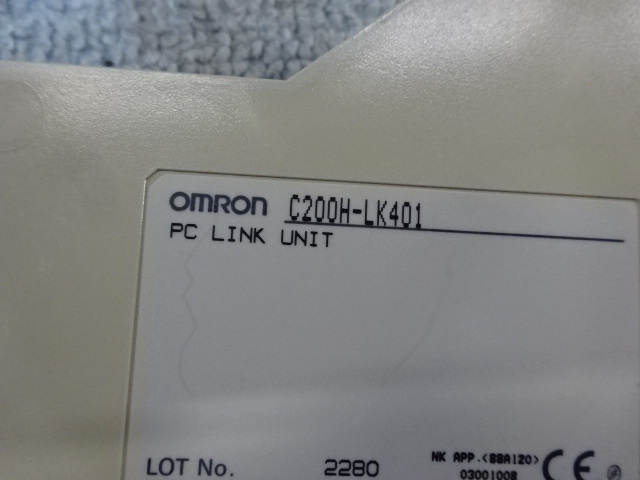 OMRON C200H-LK401
PC LINK UNIT
LOT No. 2280
NK APP.<88A120>
03001008
CE